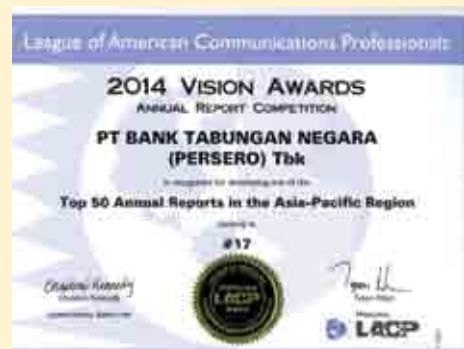 League of American Communications Professionals
2014 VISION AWARDS
ANNUAL REPORT COMPETITION
PT BANK TABUNGAN NEGARA
(PERSERO) Tbk
Top 50 Annual Reports in the Asia-Pacific Region
#17
LACP
LACP